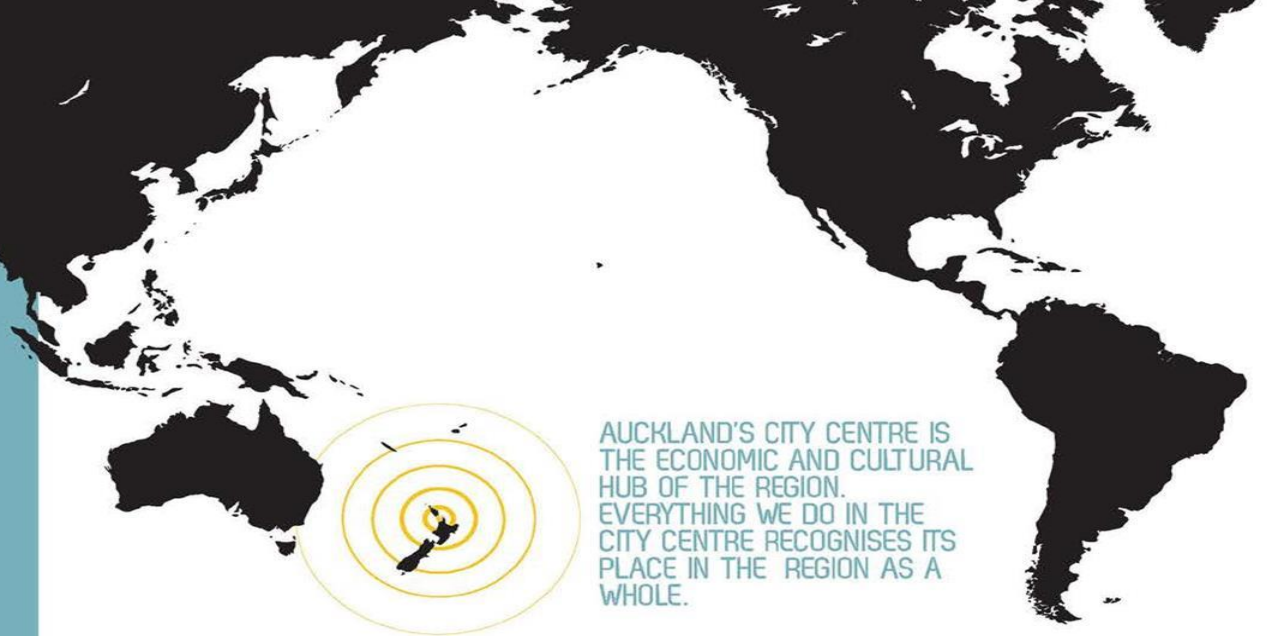 AUCKLAND'S CITY CENTRE IS
THE ECONOMIC AND CULTURAL
HUB OF THE REGION.
EVERYTHING WE DO IN THE
CITY CENTRE RECOGNISES ITS
PLACE IN THE REGION AS A
WHOLE.